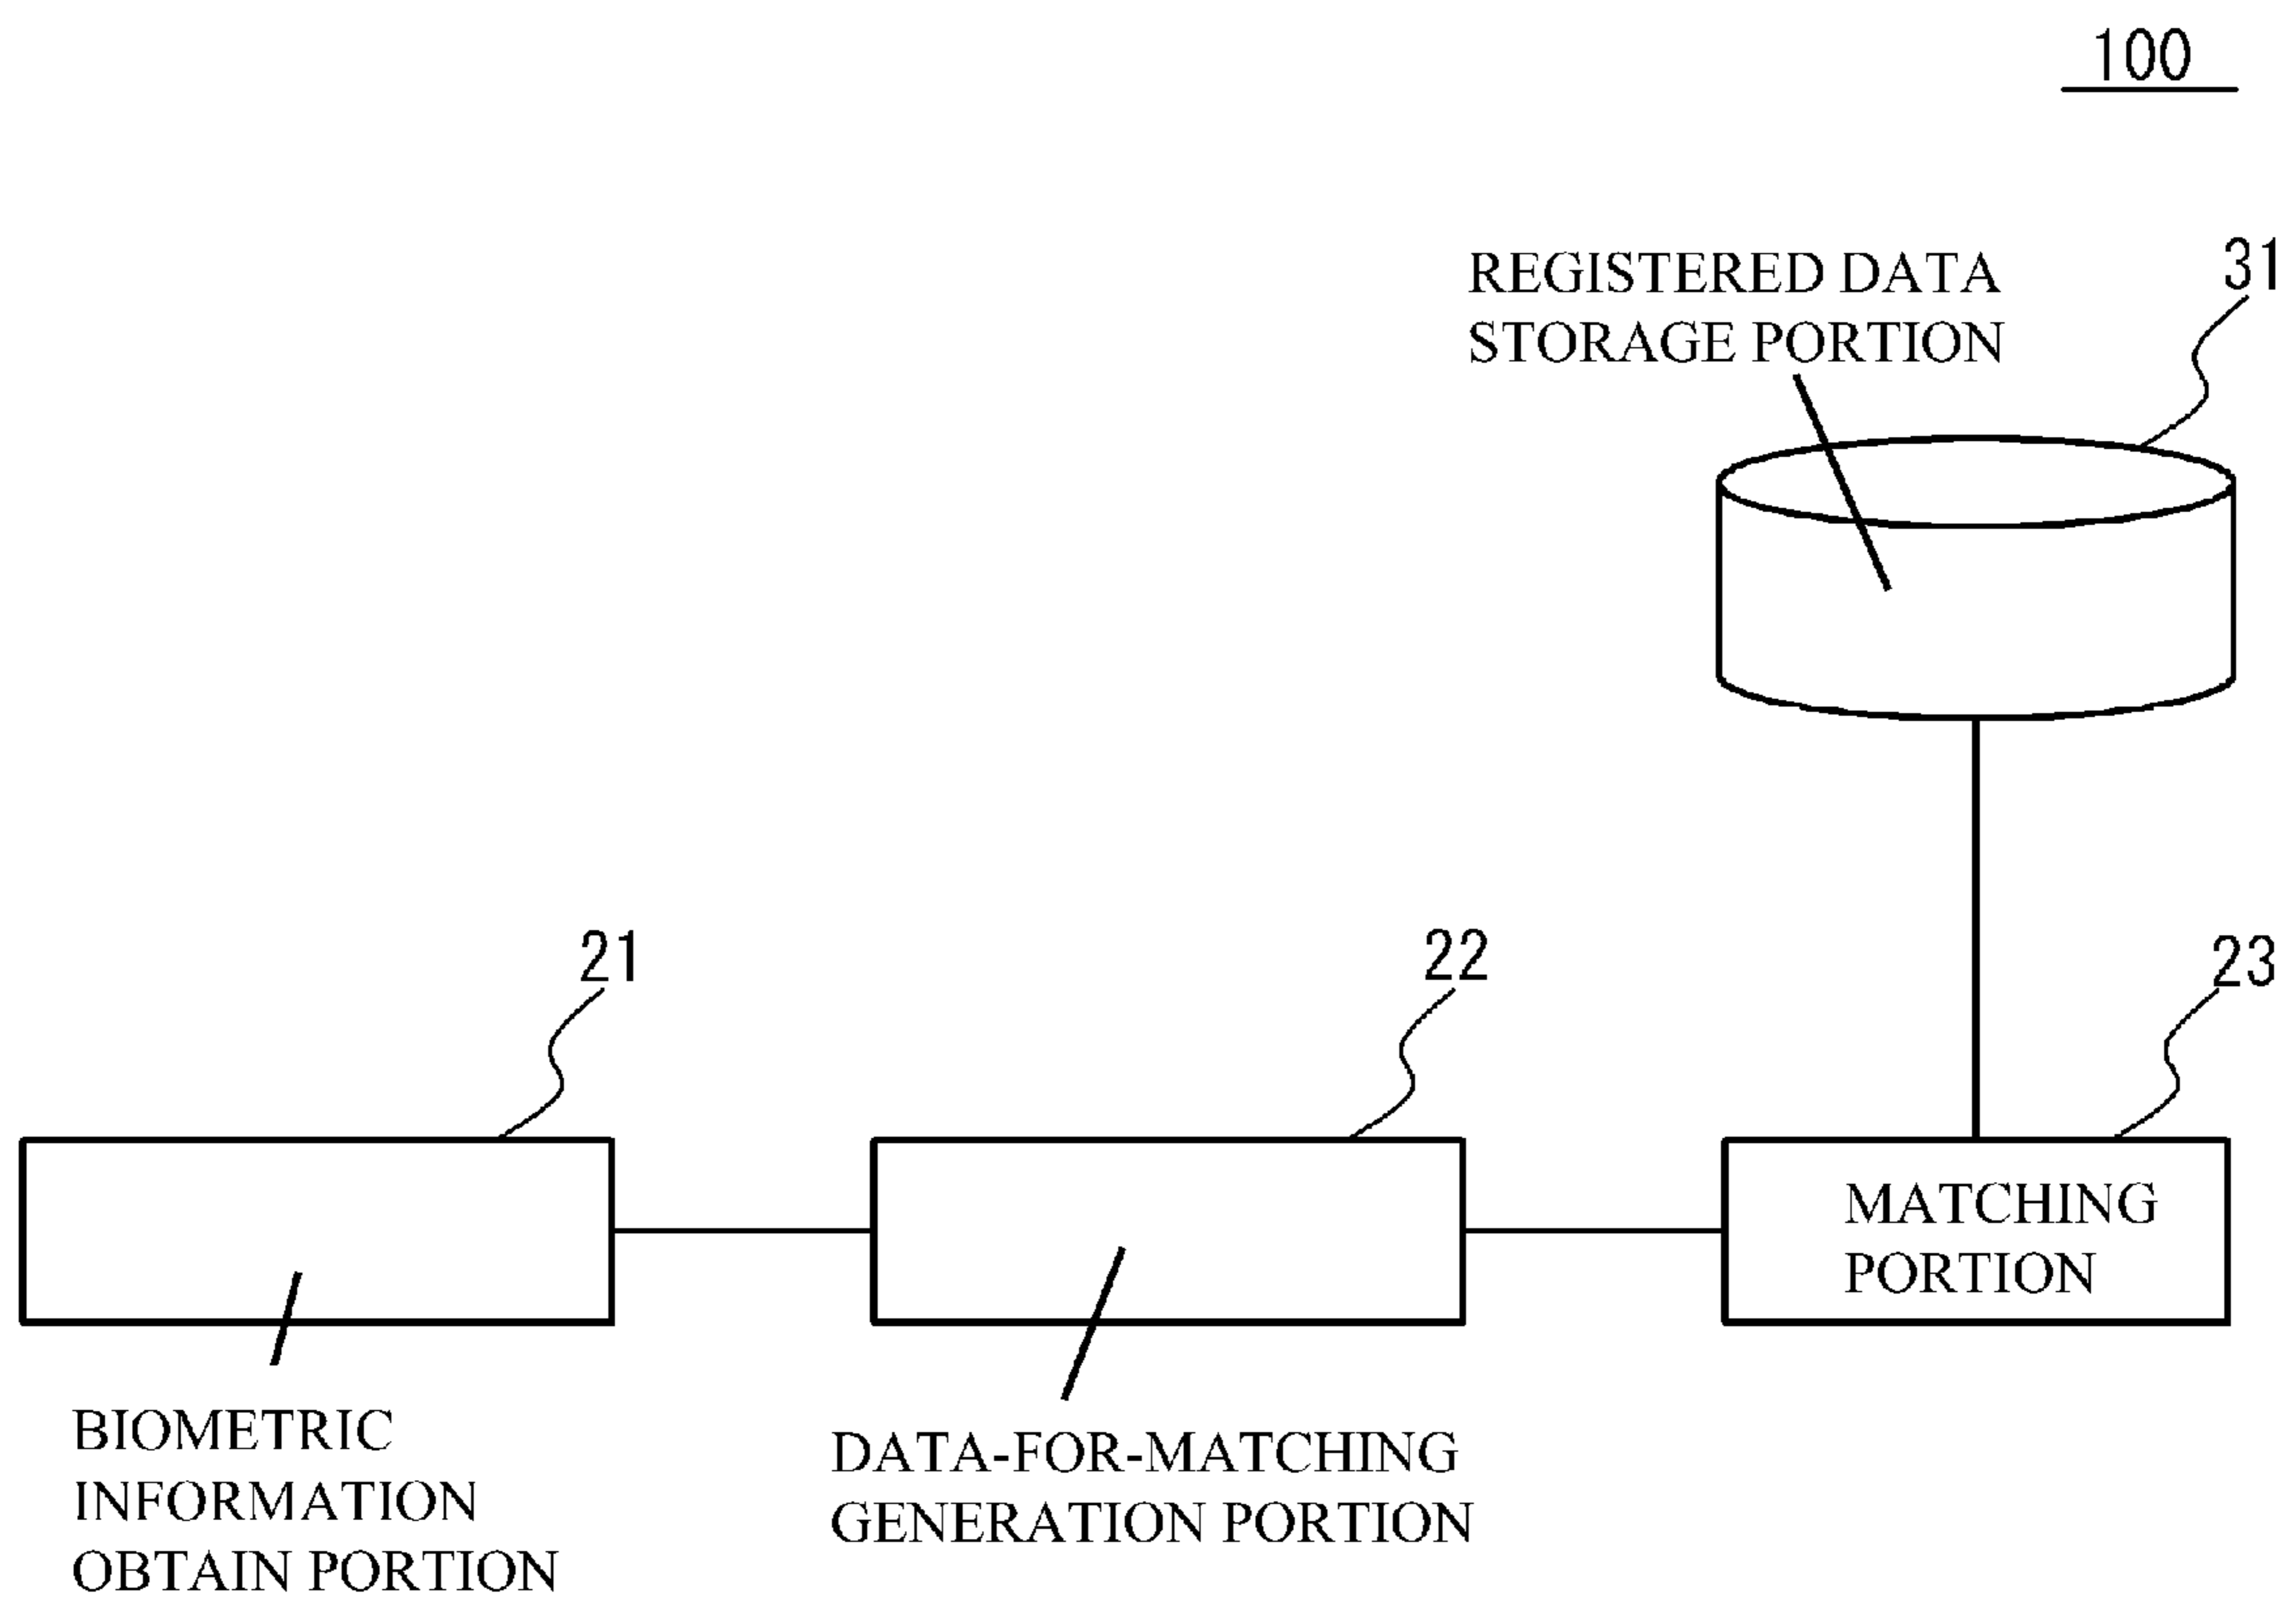 100
REGISTERED DATA
STORAGE PORTION
31
21
22
23
MATCHING
PORTION
BIOMETRIC
INFORMATION
OBTAIN PORTION
DATA-FOR-MATCHING
GENERATION PORTION